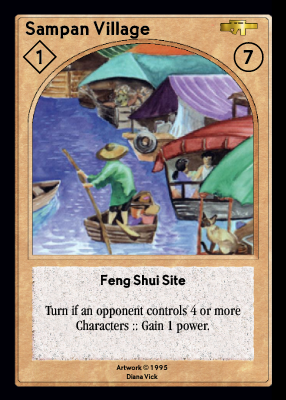 Sampan Village
1
7
Feng Shui Site
Turn if an opponent controls 4 or more
Characters :: Gain 1 power.
Artwork © 1995
Diana Vick